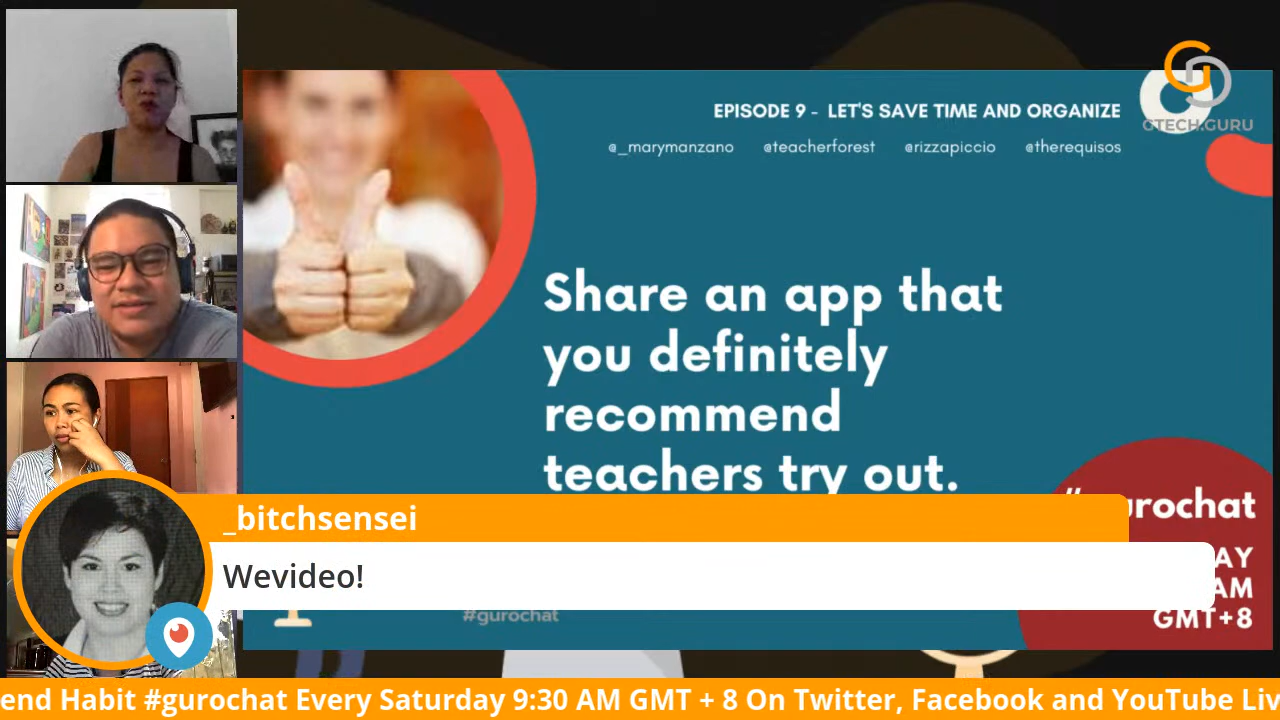 GTECH.GURU
EPISODE 9 - LET'S SAVE TIME AND ORGANIZE
@_marymanzano @teacherforest @rizzapiccio @therequisos
Share an app that
you definitely
recommend
teachers try out.
_bitchsensei
Wevideo!
#gurochat
AM
GMT+8
end Habit #gurochat Every Saturday 9:30 AM GMT + 8 On Twitter, Facebook and YouTube Liv